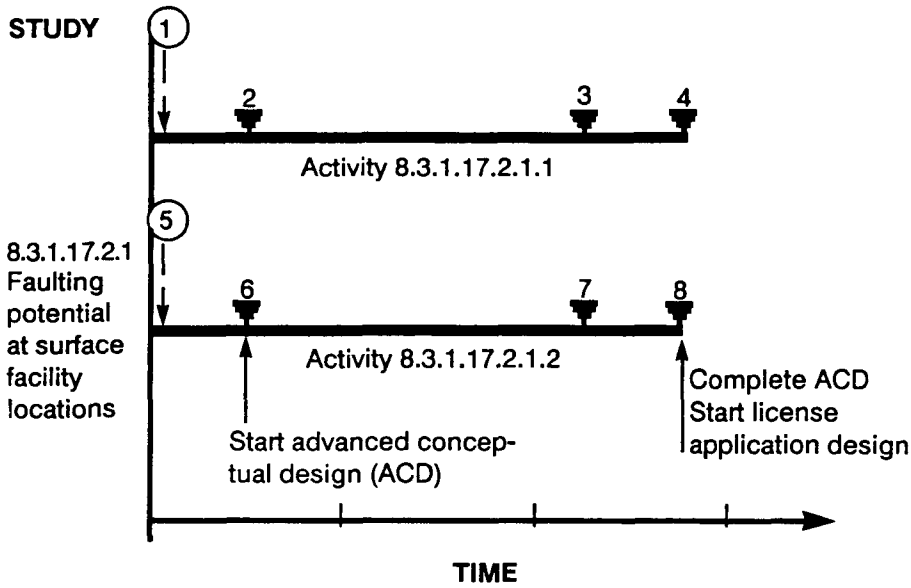 STUDY
1
2
3
4
Activity 8.3.1.17.2.1.1
5
8.3.1.17.2.1
Faulting
potential
at surface
facility
locations
6
7
8
Activity 8.3.1.17.2.1.2
Start advanced concep-
tual design (ACD)
Complete ACD
Start license
application design
TIME